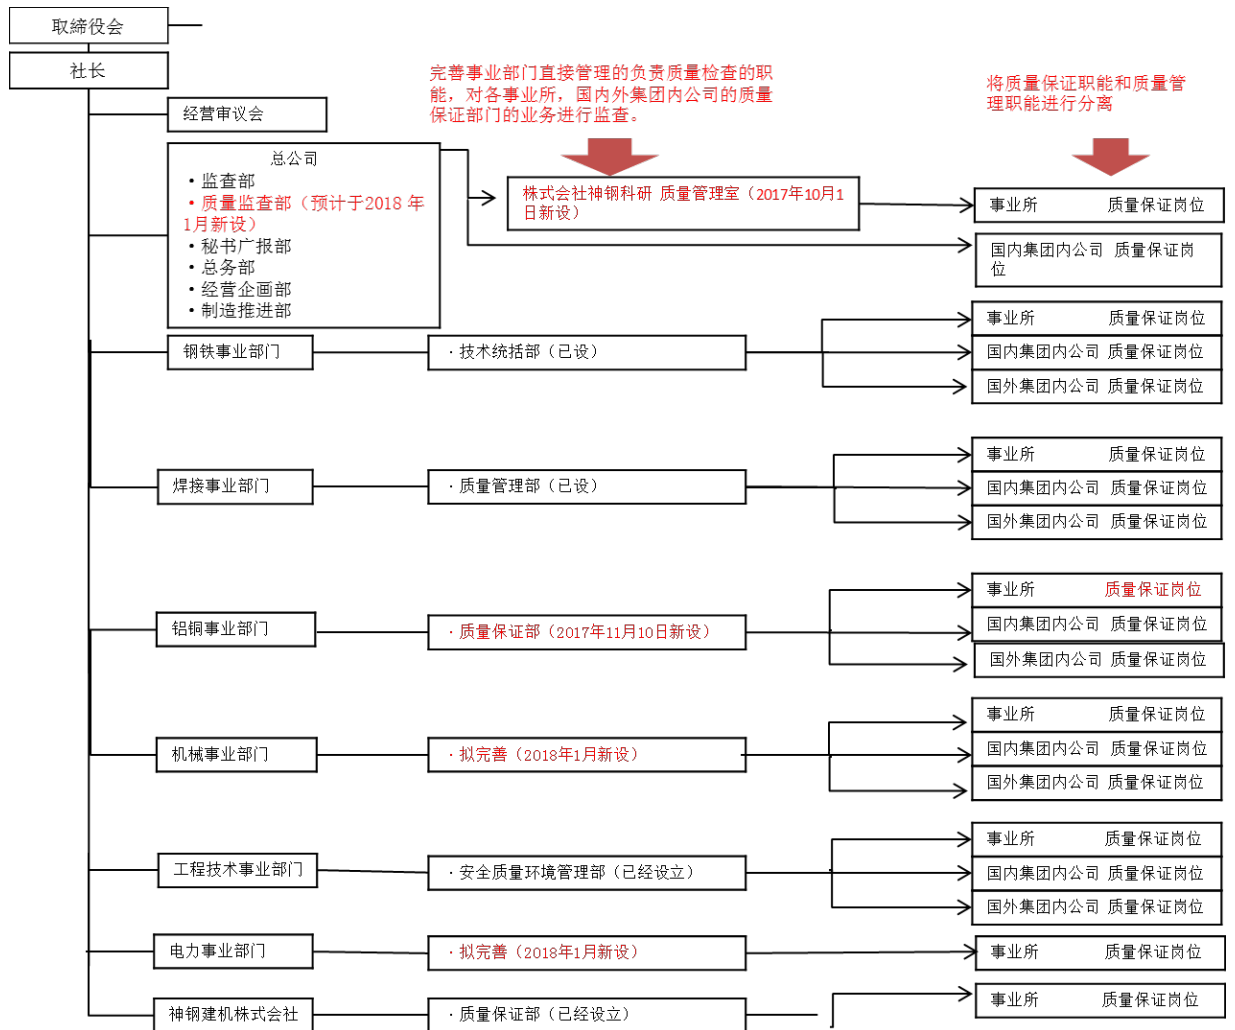 取締役会
社长
完善事业部门直接管理的负责质量检查的职
能，对各事业所，国内外集团内公司的质量
保证部门的业务进行监查。
将质量保证职能和质量管
理职能进行分离
经营审议会
总公司
・监查部
・质量监查部（预计于2018 年
1月新设）
・秘书广报部
・总务部
・经营企画部
・制造推进部
株式会社神钢科研 质量管理室（2017年10月1
日新设）
事业所 质量保证岗位
国内集团内公司 质量保证岗
位
钢铁事业部门
・技术统括部（已设）
事业所 质量保证岗位
国内集团内公司 质量保证岗位
国外集团内公司 质量保证岗位
焊接事业部门
・质量管理部（已设）
事业所 质量保证岗位
国内集团内公司 质量保证岗位
国外集团内公司 质量保证岗位
铝铜事业部门
・质量保证部（2017年11月10日新设）
事业所 质量保证岗位
国内集团内公司 质量保证岗位
国外集团内公司 质量保证岗位
机械事业部门
・拟完善（2018年1月新设）
事业所 质量保证岗位
国内集团内公司 质量保证岗位
国外集团内公司 质量保证岗位
工程技术事业部门
・安全质量环境管理部（已经设立）
事业所 质量保证岗位
国内集团内公司 质量保证岗位
国外集团内公司 质量保证岗位
电力事业部门
・拟完善（2018年1月新设）
事业所 质量保证岗位
神钢建机株式会社
・质量保证部（已经设立）
事业所 质量保证岗位